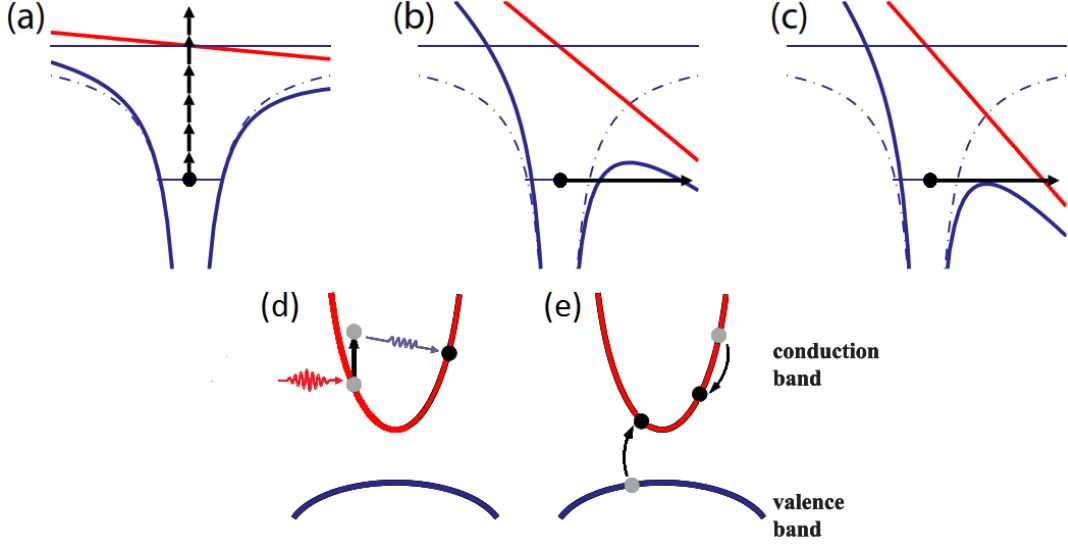 (a)
(b)
(c)
(d)
(e)
conduction
band
valence
band